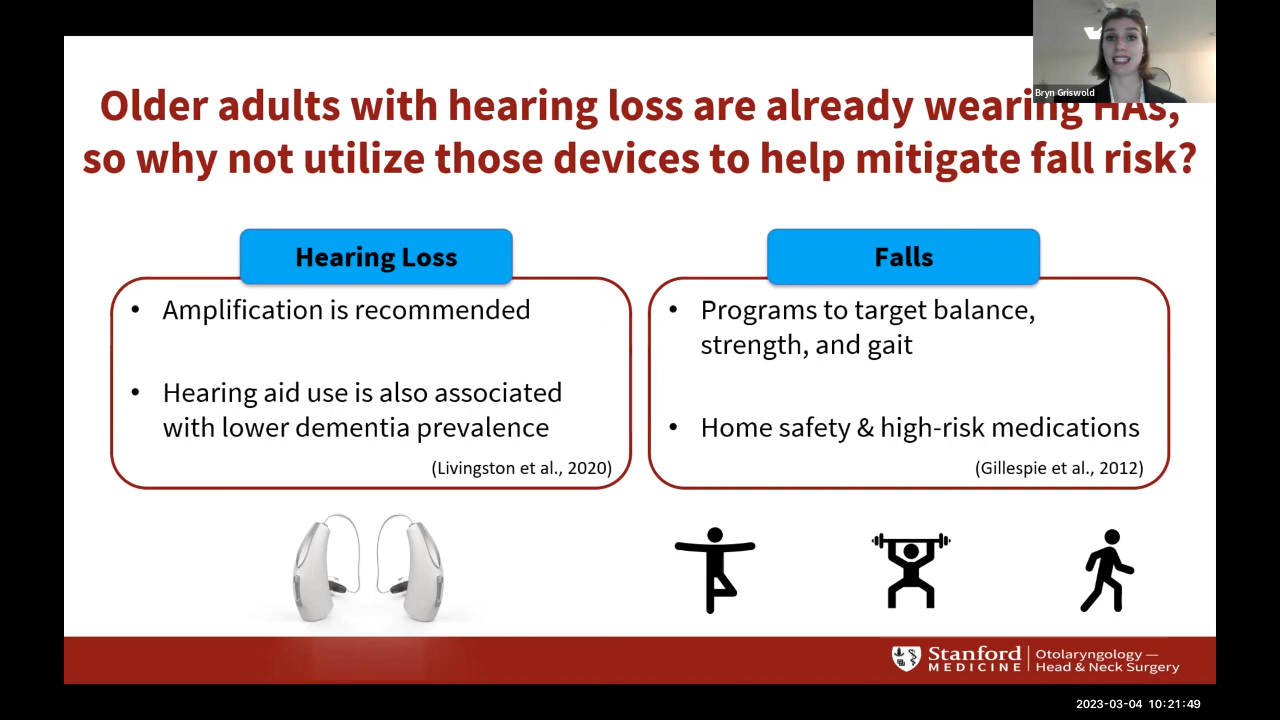 Bryn Griswold
Older adults with hearing loss are already wearing HAs,
so why not utilize those devices to help mitigate fall risk?
Hearing Loss
• Amplification is recommended
• Hearing aid use is also associated
with lower dementia prevalence
(Livingston et al., 2020)
Falls
• Programs to target balance,
strength, and gait
• Home safety & high-risk medications
(Gillespie et al., 2012)
Stanford
MEDICINE
Otolaryngology —
Head & Neck Surgery
2023-03-04 10:21:49